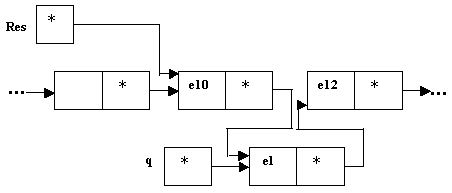 Res *
... * el0 * el2 * ...
q * el *